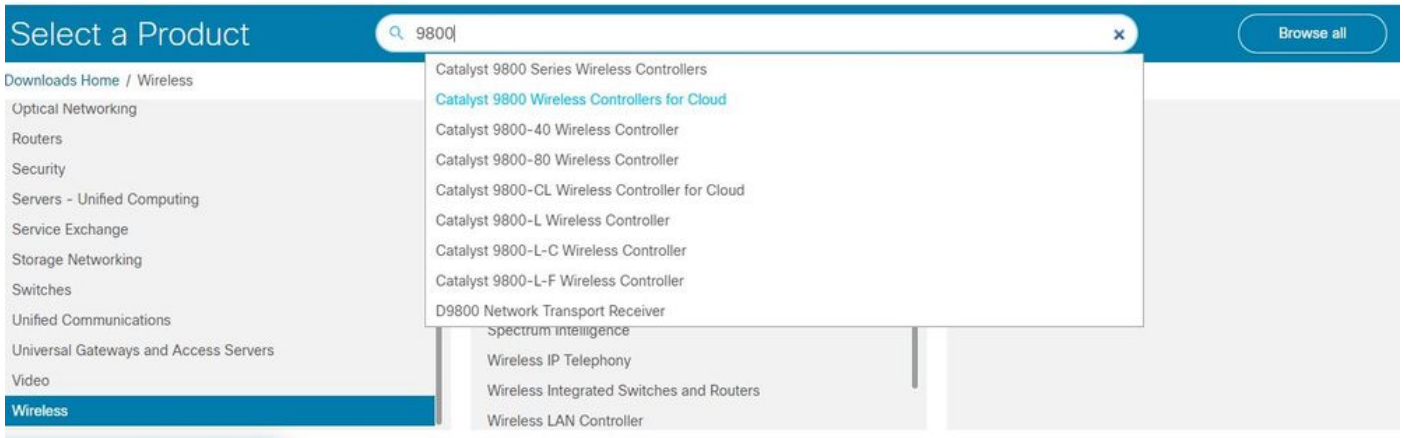 Select a Product
9800
Browse all
Downloads Home / Wireless
Optical Networking
Routers
Security
Servers - Unified Computing
Service Exchange
Storage Networking
Switches
Unified Communications
Universal Gateways and Access Servers
Video
Wireless
Catalyst 9800 Series Wireless Controllers
Catalyst 9800 Wireless Controllers for Cloud
Catalyst 9800-40 Wireless Controller
Catalyst 9800-80 Wireless Controller
Catalyst 9800-CL Wireless Controller for Cloud
Catalyst 9800-L Wireless Controller
Catalyst 9800-L-C Wireless Controller
Catalyst 9800-L-F Wireless Controller
D9800 Network Transport Receiver
Spectrum Intelligence
Wireless IP Telephony
Wireless Integrated Switches and Routers
Wireless LAN Controller